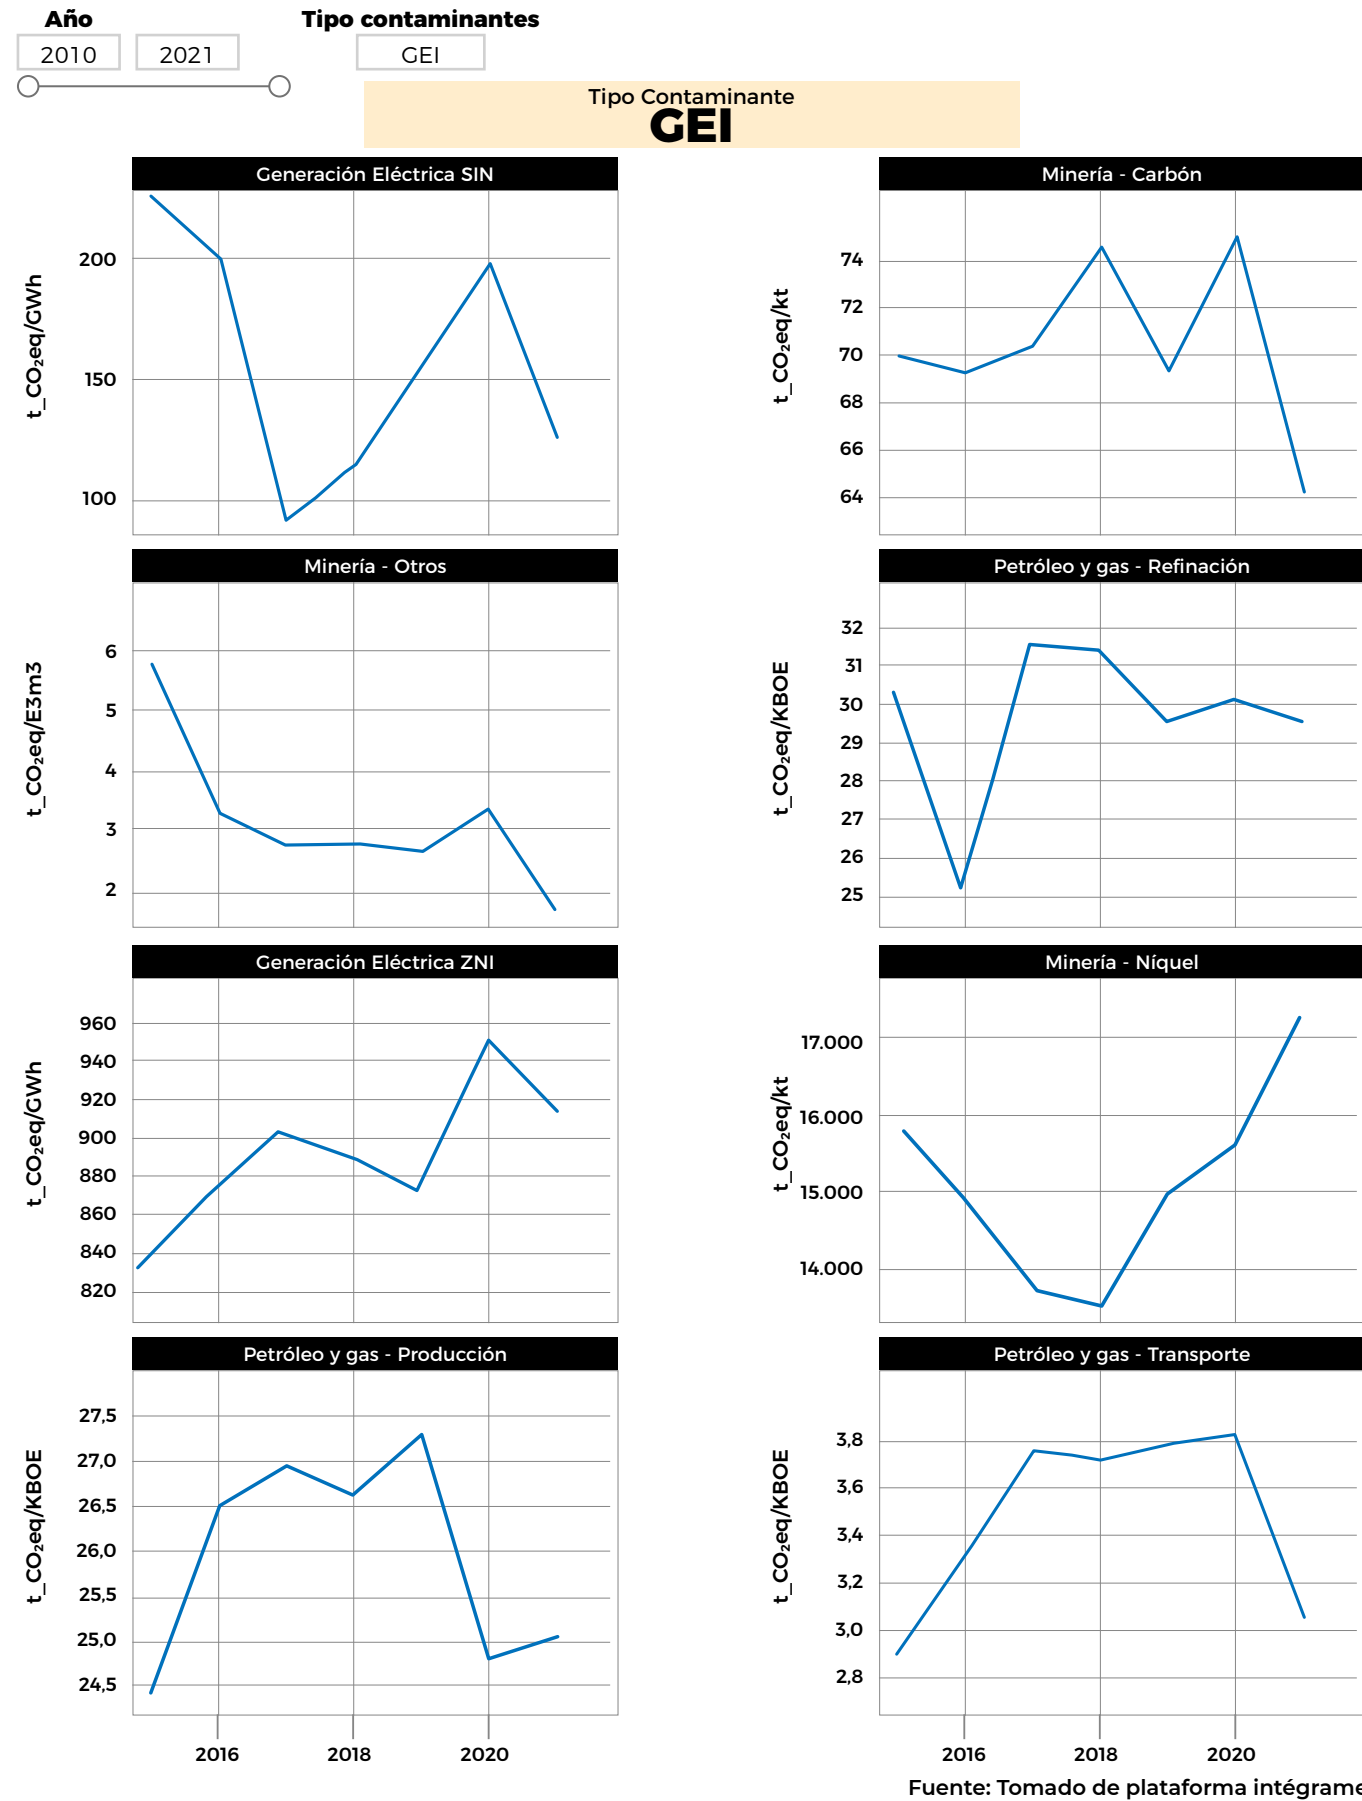 Año
Tipo contaminantes
2010
2021
GEI
Tipo Contaminante
GEI
Generación Eléctrica SIN
t_CO₂eq/GWh
200
150
100
Minería - Carbón
t_CO₂eq/kt
74
72
70
68
66
64
Minería - Otros
t_CO₂eq/E3m3
6
5
4
3
2
Petróleo y gas - Refinación
t_CO₂eq/KBOE
32
31
30
29
28
27
26
25
Generación Eléctrica ZNI
t_CO₂eq/GWh
960
940
920
900
880
860
840
820
Minería - Níquel
t_CO₂eq/kt
17.000
16.000
15.000
14.000
Petróleo y gas - Producción
t_CO₂eq/KBOE
27,5
27,0
26,5
26,0
25,5
25,0
24,5
2016
2018
2020
Petróleo y gas - Transporte
t_CO₂eq/KBOE
3,8
3,6
3,4
3,2
3,0
2,8
2016
2018
2020
Fuente: Tomado de plataforma intégrame